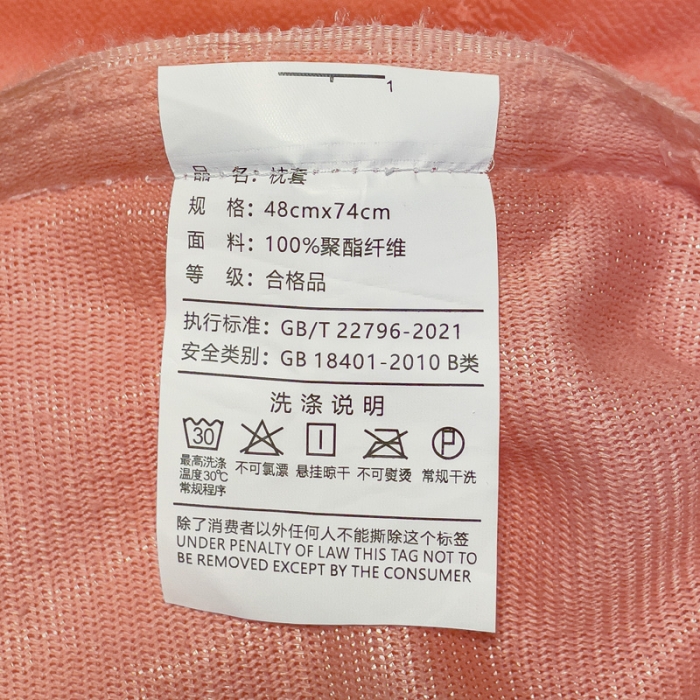 1
品 名：枕套
规 格：48cmx74cm
面 料：100%聚酯纤维
等 级：合格品
执行标准：GB/T 22796-2021
安全类别：GB 18401-2010 B类
洗涤说明
30
P
最高洗涤
温度30℃
常规程序
不可氯漂
悬挂晾干
不可熨烫
常规干洗
除了消费者以外任何人不能撕除这个标签
UNDER PENALTY OF LAW THIS TAG NOT TO
BE REMOVED EXCEPT BY THE CONSUMER